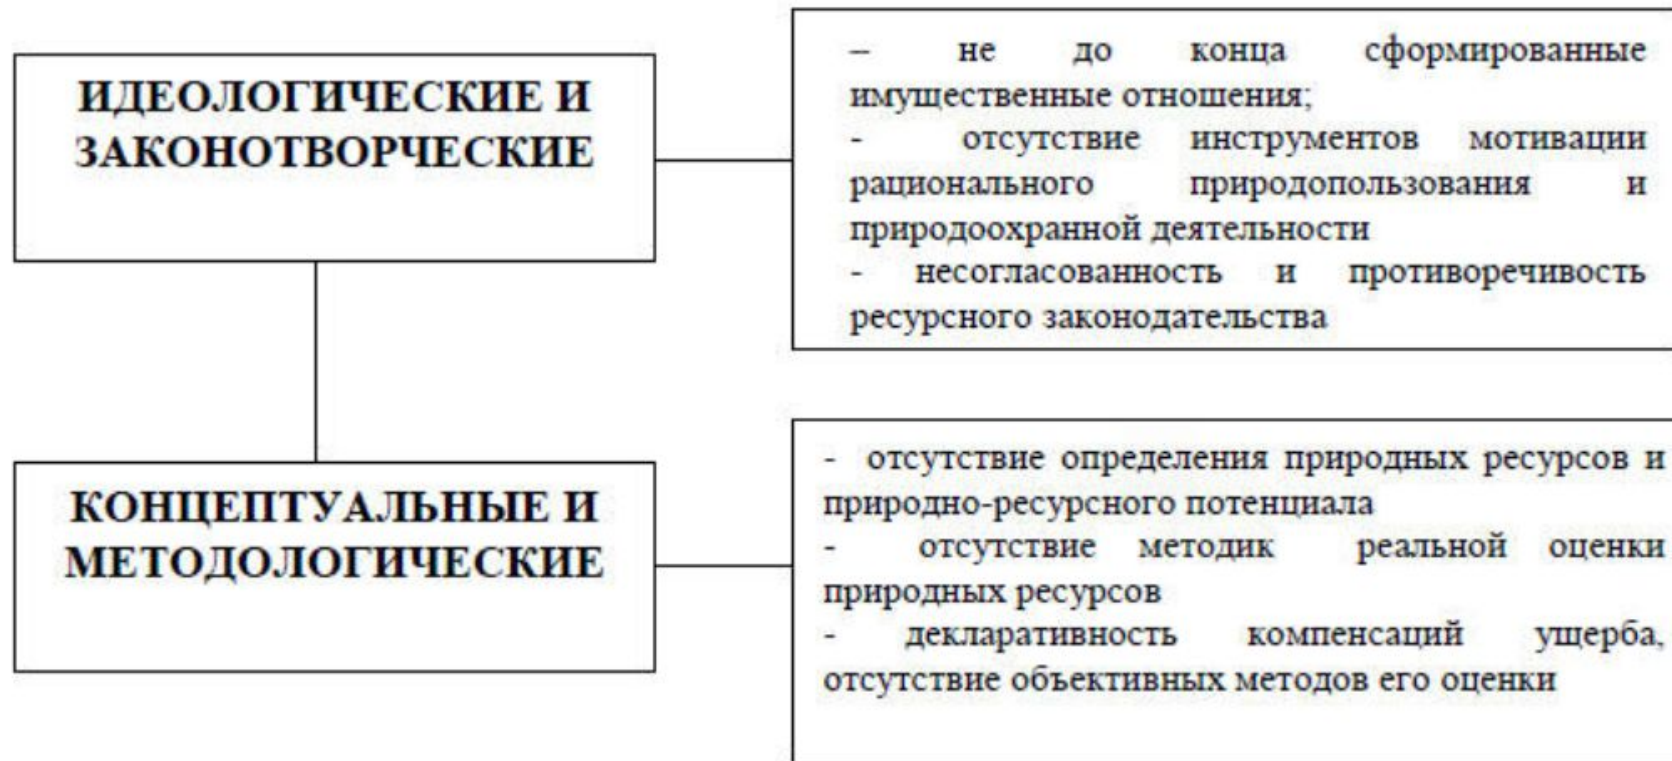 ИДЕОЛОГИЧЕСКИЕ И
ЗАКОНОТВОРЧЕСКИЕ
– не до конца сформированные
имущественные отношения;
- отсутствие инструментов мотивации
рационального природопользования и
природоохранной деятельности
- несогласованность и противоречивость
ресурсного законодательства
КОНЦЕПТУАЛЬНЫЕ И
МЕТОДОЛОГИЧЕСКИЕ
- отсутствие определения природных ресурсов и
природно-ресурсного потенциала
- отсутствие методик реальной оценки
природных ресурсов
- декларативность компенсаций ущерба,
отсутствие объективных методов его оценки